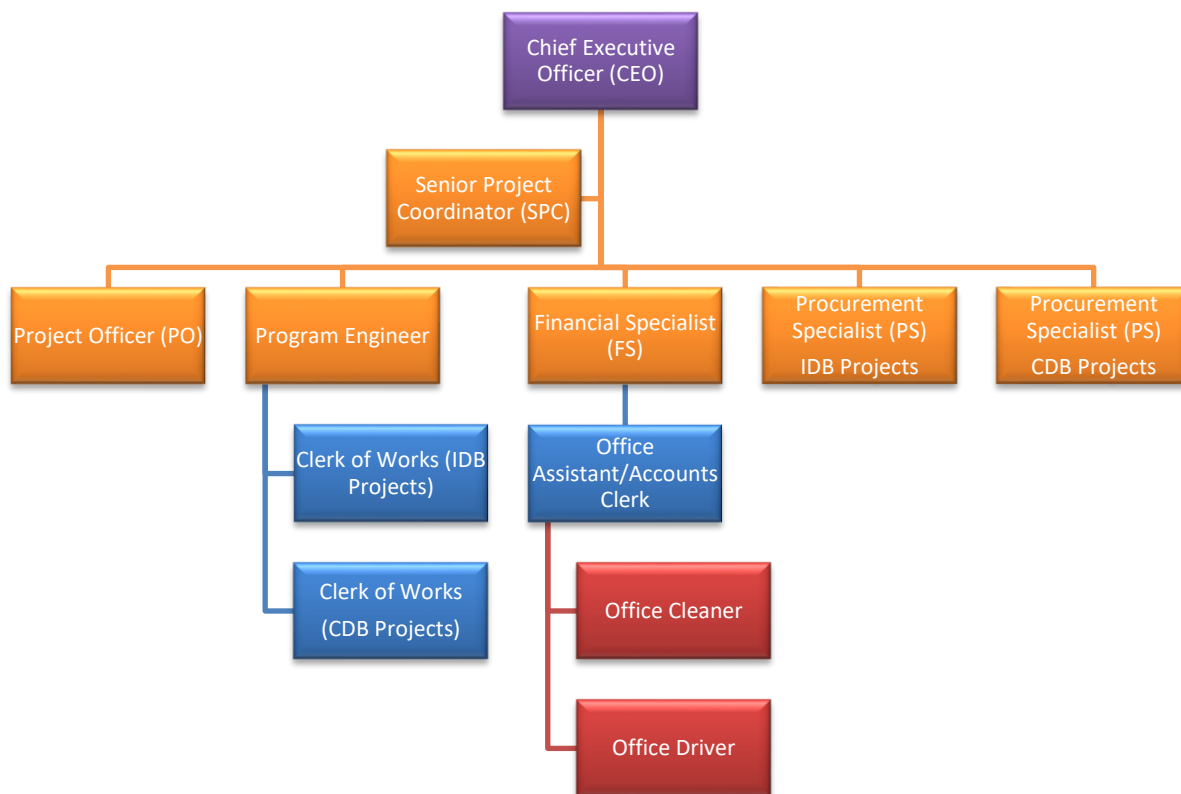 Chief Executive
Officer (CEO)
Senior Project
Coordinator (SPC)
Project Officer (PO)
Program Engineer
Financial Specialist
(FS)
Procurement
Specialist (PS)
IDB Projects
Procurement
Specialist (PS)
CDB Projects
Clerk of Works (IDB
Projects)
Office
Assistant/Accounts
Clerk
Clerk of Works
(CDB Projects)
Office Cleaner
Office Driver